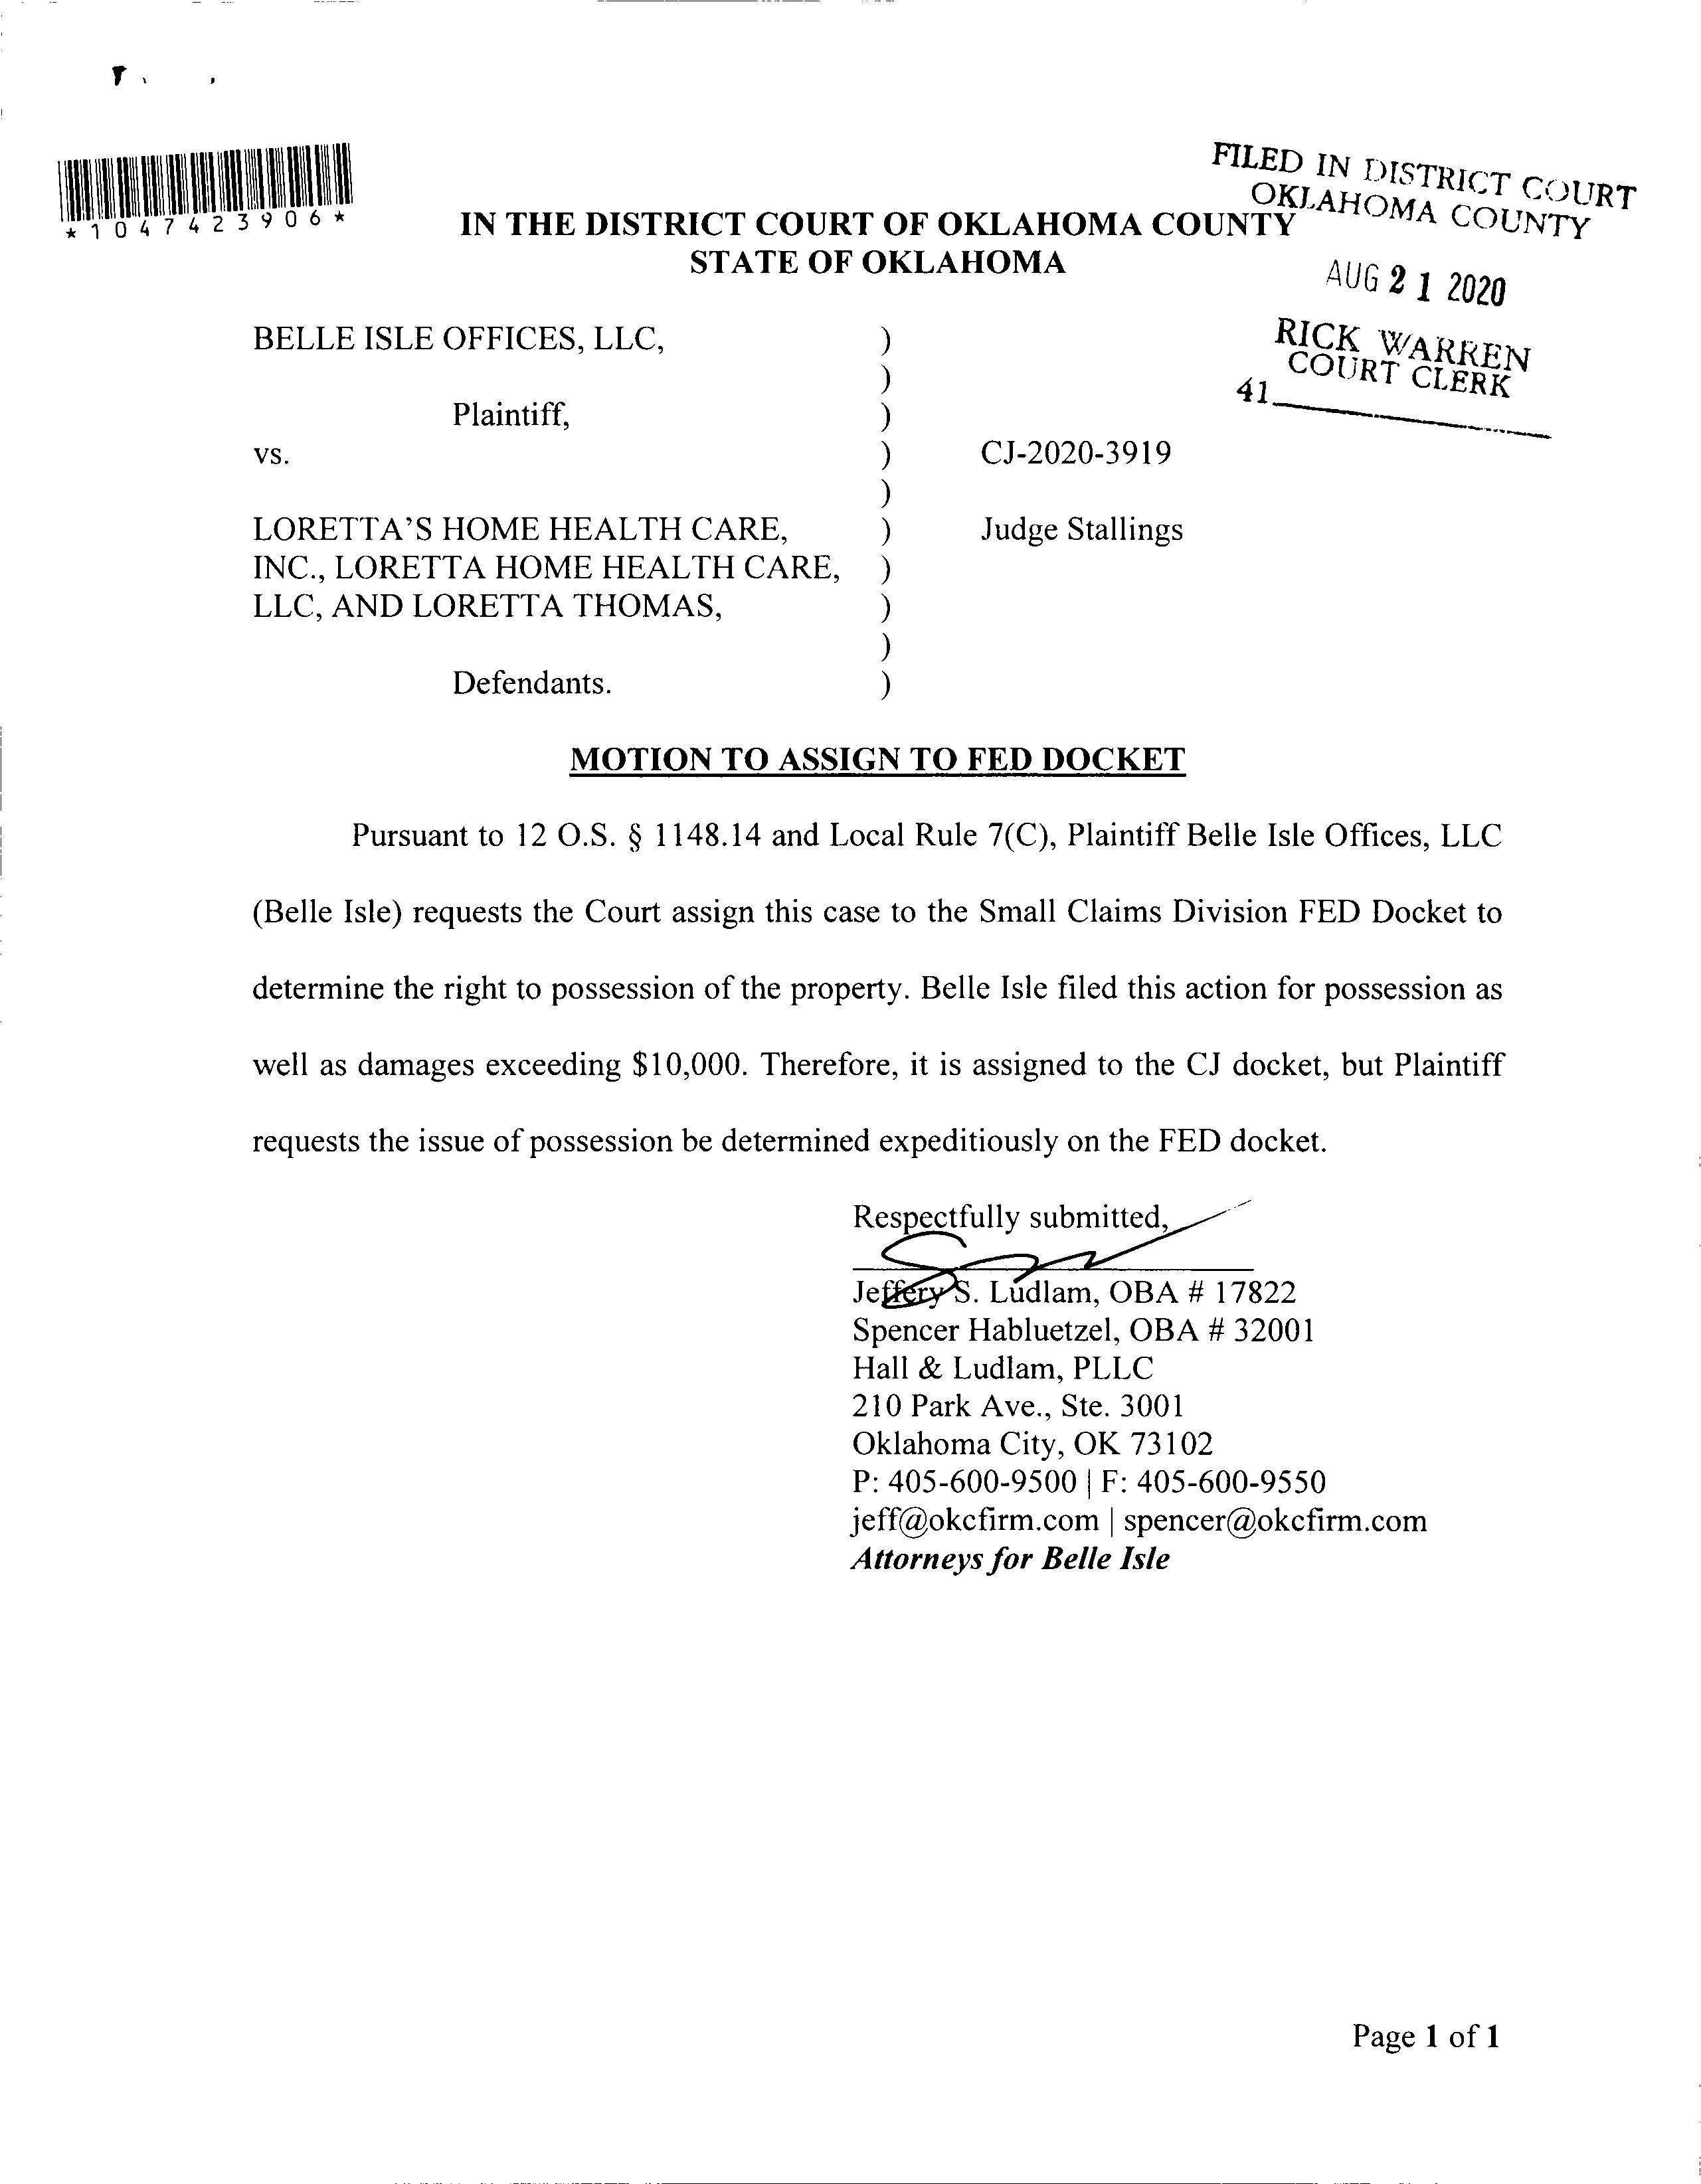 *1047423906*
FILED IN DISTRICT COURT
OKLAHOMA COUNTY
IN THE DISTRICT COURT OF OKLAHOMA COUNTY
STATE OF OKLAHOMA
AUG 21 2020
RICK WARREN
COURT CLERK
41
BELLE ISLE OFFICES, LLC, )
)
Plaintiff, )
vs. ) CJ-2020-3919
)
LORETTA'S HOME HEALTH CARE, ) Judge Stallings
INC., LORETTA HOME HEALTH CARE, )
LLC, AND LORETTA THOMAS, )
)
Defendants. )
MOTION TO ASSIGN TO FED DOCKET
Pursuant to 12 O.S. § 1148.14 and Local Rule 7(C), Plaintiff Belle Isle Offices, LLC
(Belle Isle) requests the Court assign this case to the Small Claims Division FED Docket to
determine the right to possession of the property. Belle Isle filed this action for possession as
well as damages exceeding $10,000. Therefore, it is assigned to the CJ docket, but Plaintiff
requests the issue of possession be determined expeditiously on the FED docket.
Respectfully submitted,
Jeffery S. Ludlam, OBA # 17822
Spencer Habluetzel, OBA # 32001
Hall & Ludlam, PLLC
210 Park Ave., Ste. 3001
Oklahoma City, OK 73102
P: 405-600-9500 | F: 405-600-9550
jeff@okcfirm.com | spencer@okcfirm.com
Attorneys for Belle Isle
Page 1 of 1